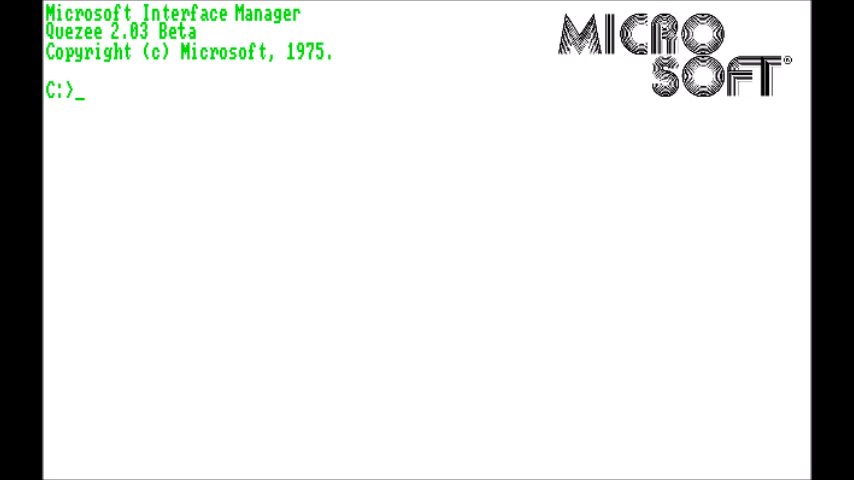 Microsoft Interface Manager
Quezee 2.03 Beta
Copyright (c) Microsoft, 1975.
C:>_
MICRO
SOFT®